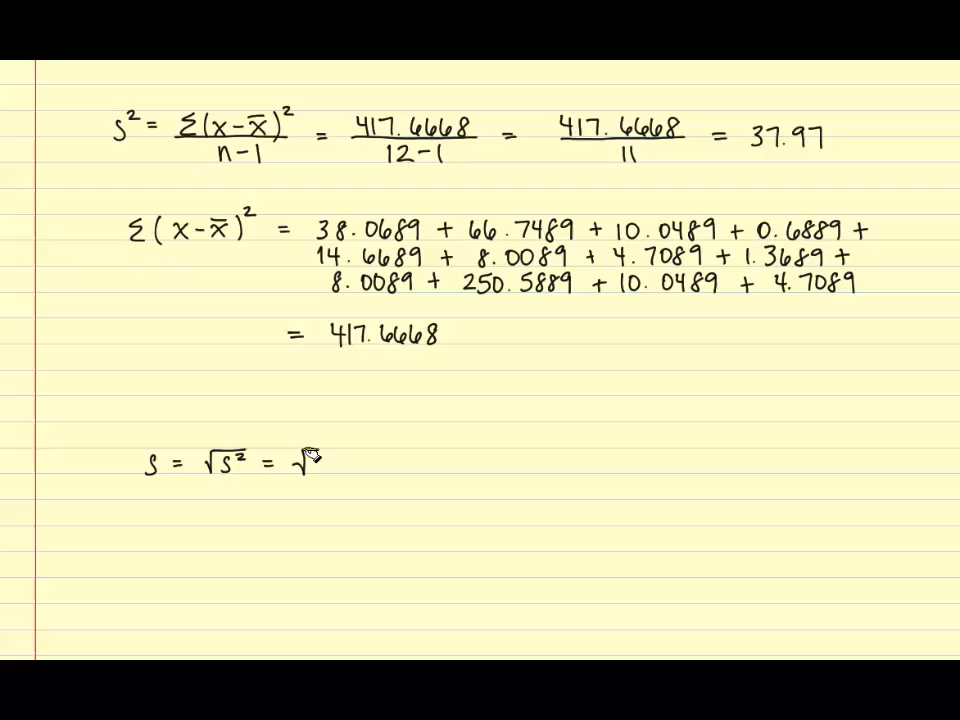 s² = Σ(x-x̄)²/n-1 = 417.6668/12-1 = 417.6668/11 = 37.97
Σ(x-x̄)² = 38.0689 + 66.7489 + 10.0489 + 0.6889 +
14.6689 + 8.0089 + 4.7089 + 1.3689 +
8.0089 + 250.5889 + 10.0489 + 4.7089
= 417.6668
s = √s² = √